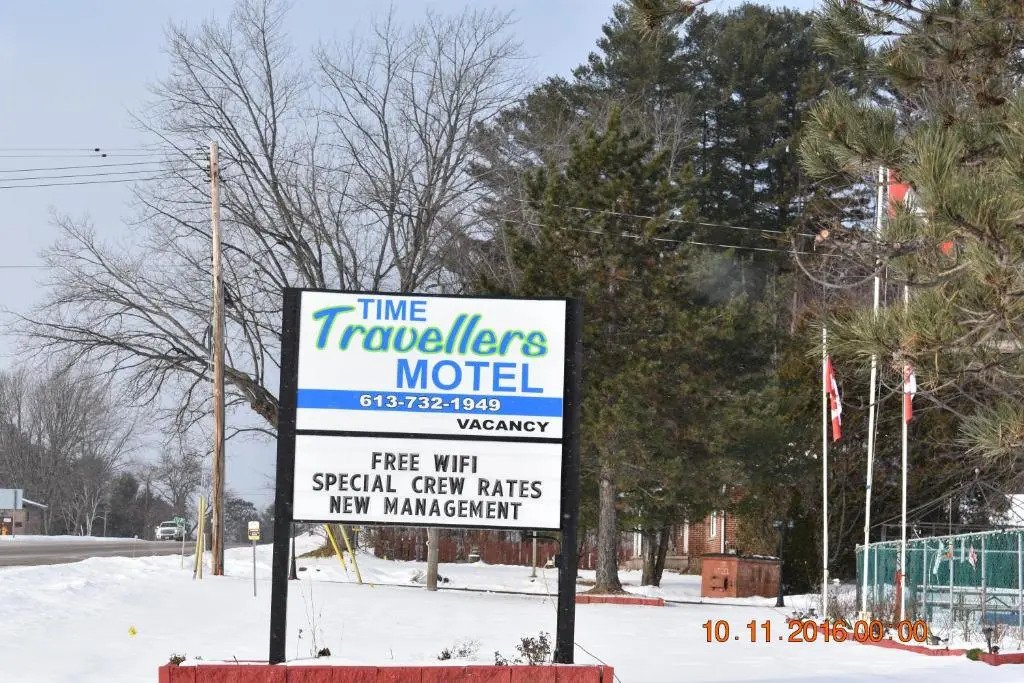 TIME
Travellers
MOTEL
613-732-1949
VACANCY
FREE WIFI
SPECIAL CREW RATES
NEW MANAGEMENT
10.11.2016 00:00